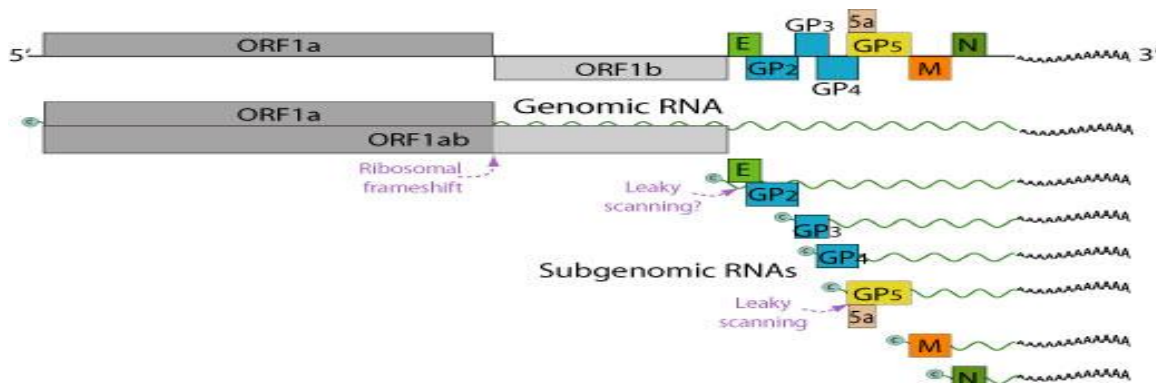 GP3 5a
5' ORF1a E GP5 N 3'
ORF1b GP2 M
GP4
ORF1a Genomic RNA
C
ORF1ab
Ribosomal
frameshift
E
Leaky
scanning?
C GP2
C GP3
C GP4
Subgenomic RNAs
C GP5
Leaky
scanning
5a
C M
C N